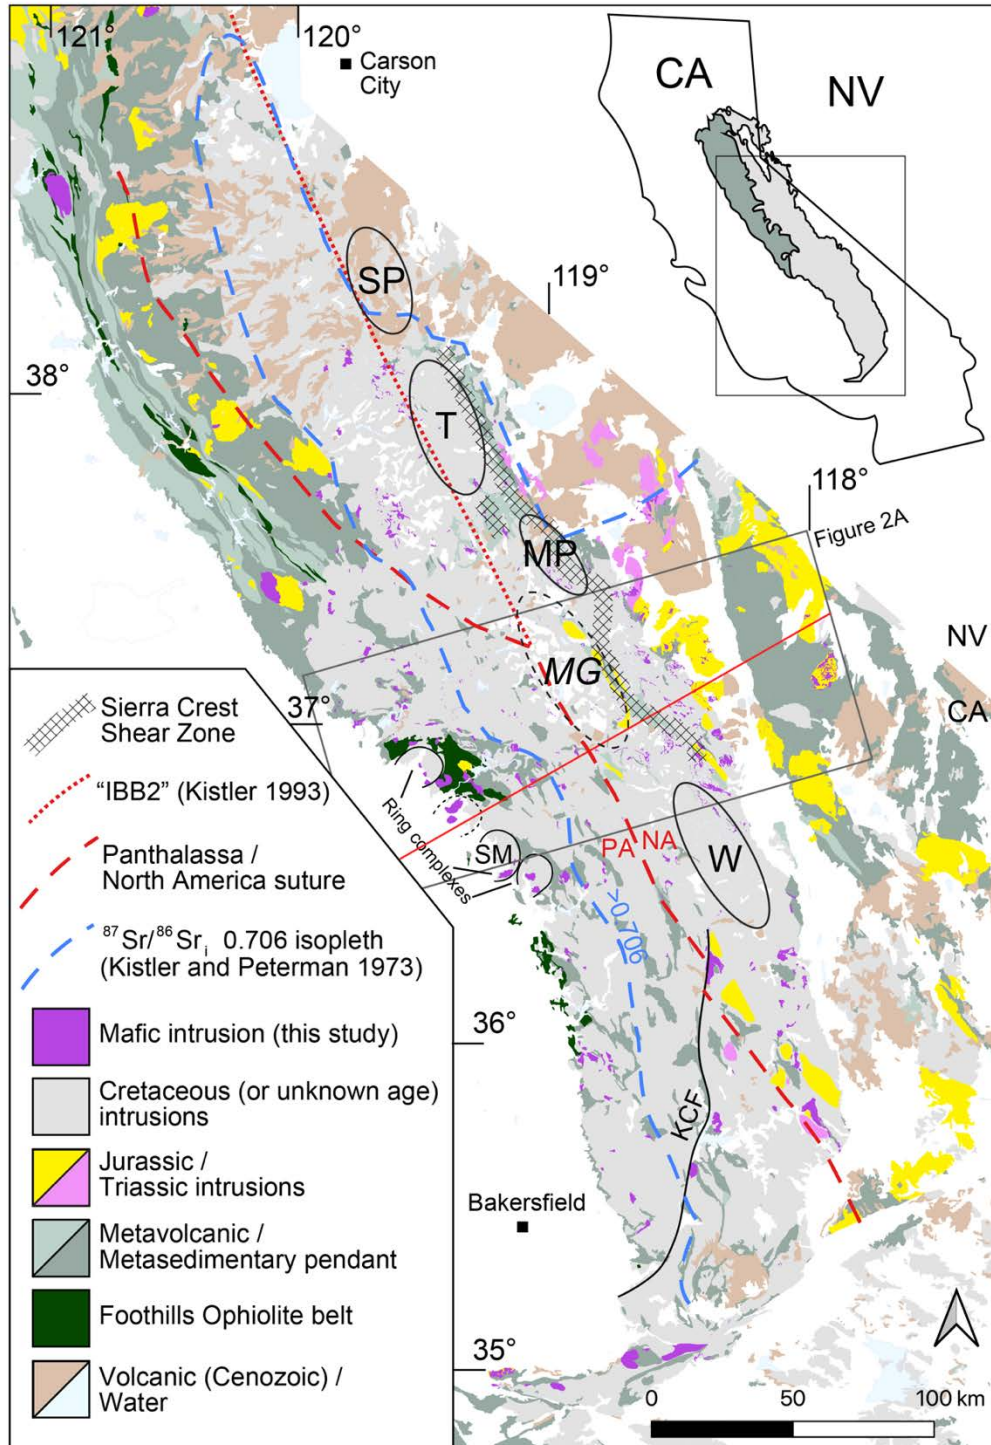 121°
120°
Carson
City
CA
NV
SP
119°
38°
T
118°
Figure 2A
MP
NV
CA
MG
37°
Ring complexes
SM
PA NA
W
>0.706
36°
KCF
Bakersfield
35°
Sierra Crest
Shear Zone
“IBB2” (Kistler 1993)
Panthalassa /
North America suture
⁸⁷Sr/⁸⁶Srᵢ 0.706 isopleth
(Kistler and Peterman 1973)
Mafic intrusion (this study)
Cretaceous (or unknown age)
intrusions
Jurassic /
Triassic intrusions
Metavolcanic /
Metasedimentary pendant
Foothills Ophiolite belt
Volcanic (Cenozoic) /
Water
0 50 100 km